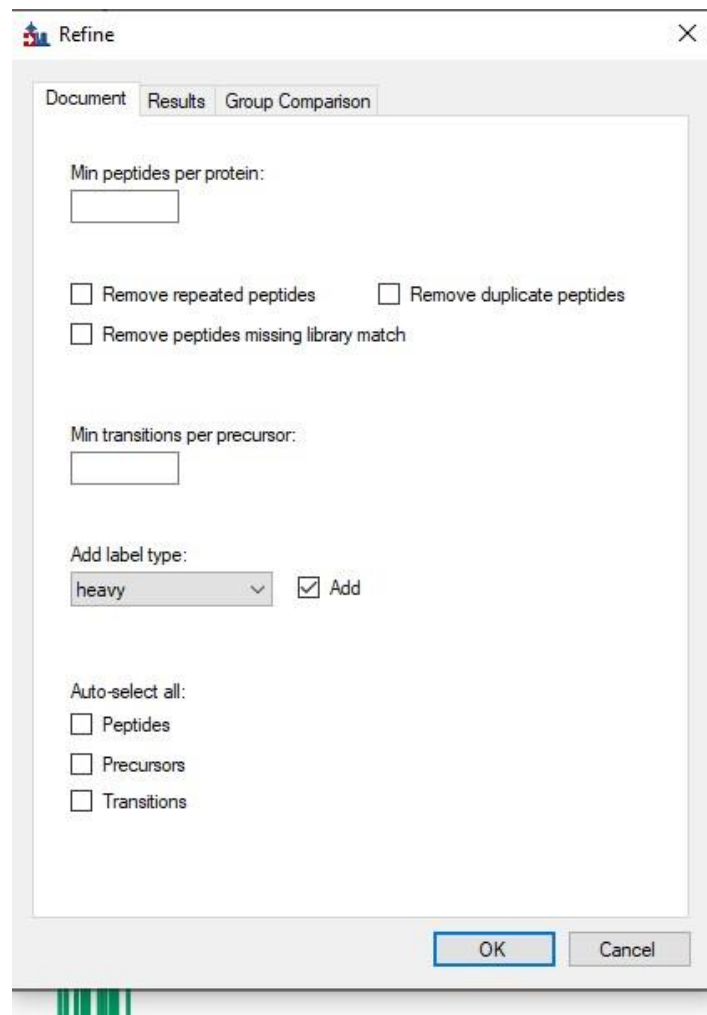 Refine
Document Results Group Comparison
Min peptides per protein:
Remove repeated peptides Remove duplicate peptides
Remove peptides missing library match
Min transitions per precursor:
Add label type:
heavy Add
Auto-select all:
Peptides
Precursors
Transitions
OK Cancel